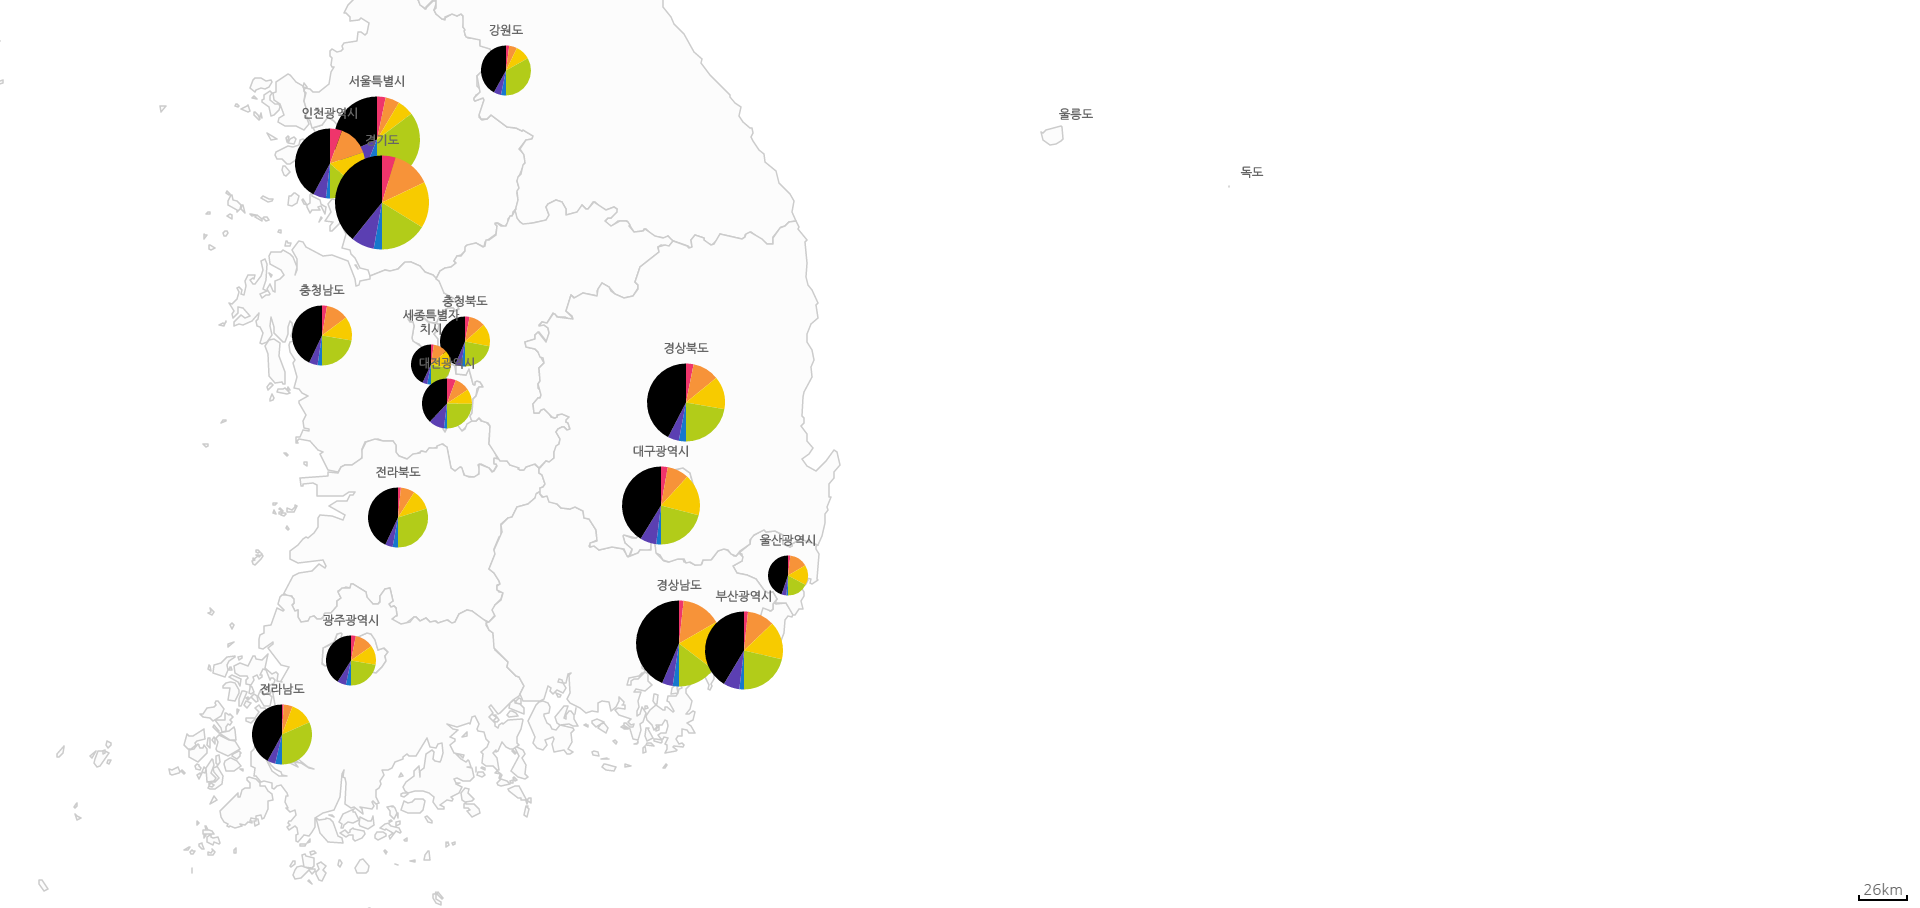 강원도
서울특별시
인천광역시
울릉도
경기도
독도
충청남도
충청북도
세종특별자
치시
경상북도
대전광역시
대구광역시
전라북도
울산광역시
경상남도
부산광역시
광주광역시
전라남도
26km